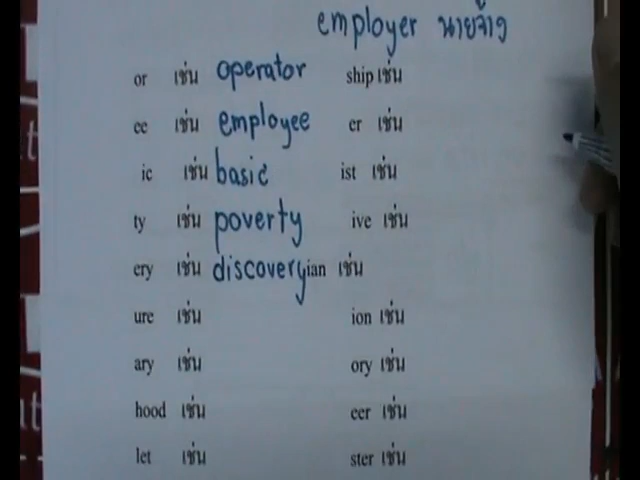 employer นายจ้าง
or เช่น operator ship เช่น
ee เช่น employee er เช่น
ic เช่น basic ist เช่น
ty เช่น poverty ive เช่น
ery เช่น discovery ian เช่น
ure เช่น ion เช่น
ary เช่น ory เช่น
hood เช่น eer เช่น
let เช่น ster เช่น